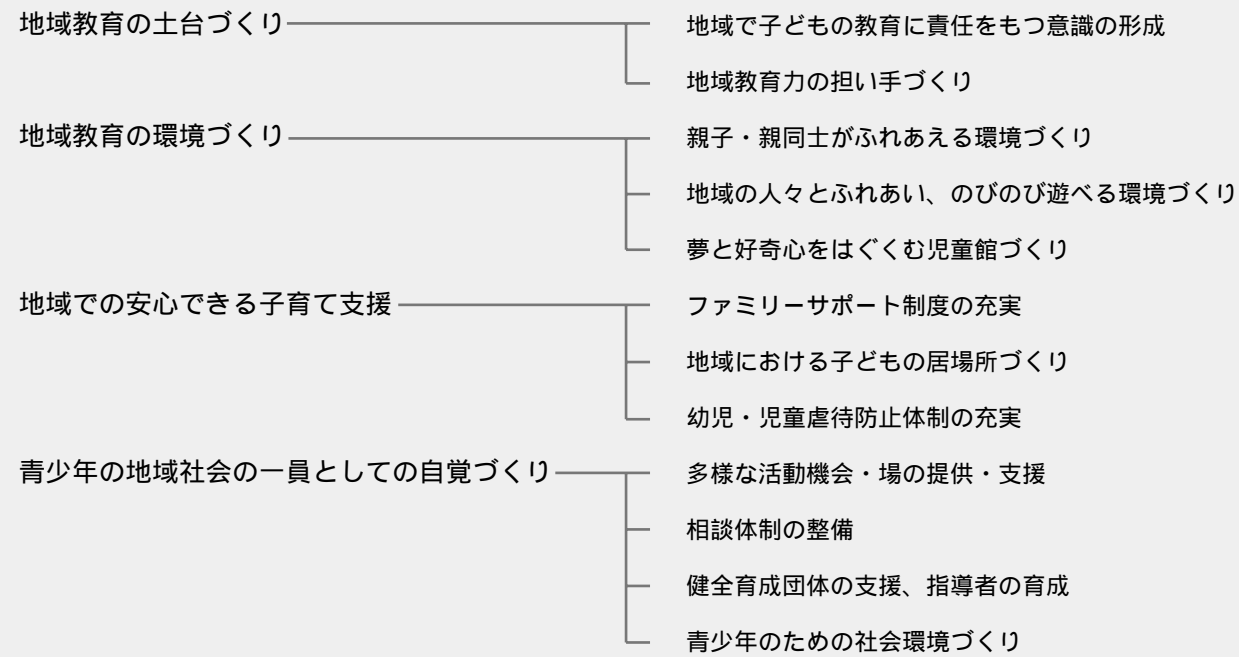 地域教育の土台づくり
地域で子どもの教育に責任をもつ意識の形成
地域教育力の担い手づくり
地域教育の環境づくり
親子・親同士がふれあえる環境づくり
地域の人々とふれあい、のびのび遊べる環境づくり
夢と好奇心をはぐくむ児童館づくり
地域での安心できる子育て支援
ファミリーサポート制度の充実
地域における子どもの居場所づくり
幼児・児童虐待防止体制の充実
青少年の地域社会の一員としての自覚づくり
多様な活動機会・場の提供・支援
相談体制の整備
健全育成団体の支援、指導者の育成
青少年のための社会環境づくり